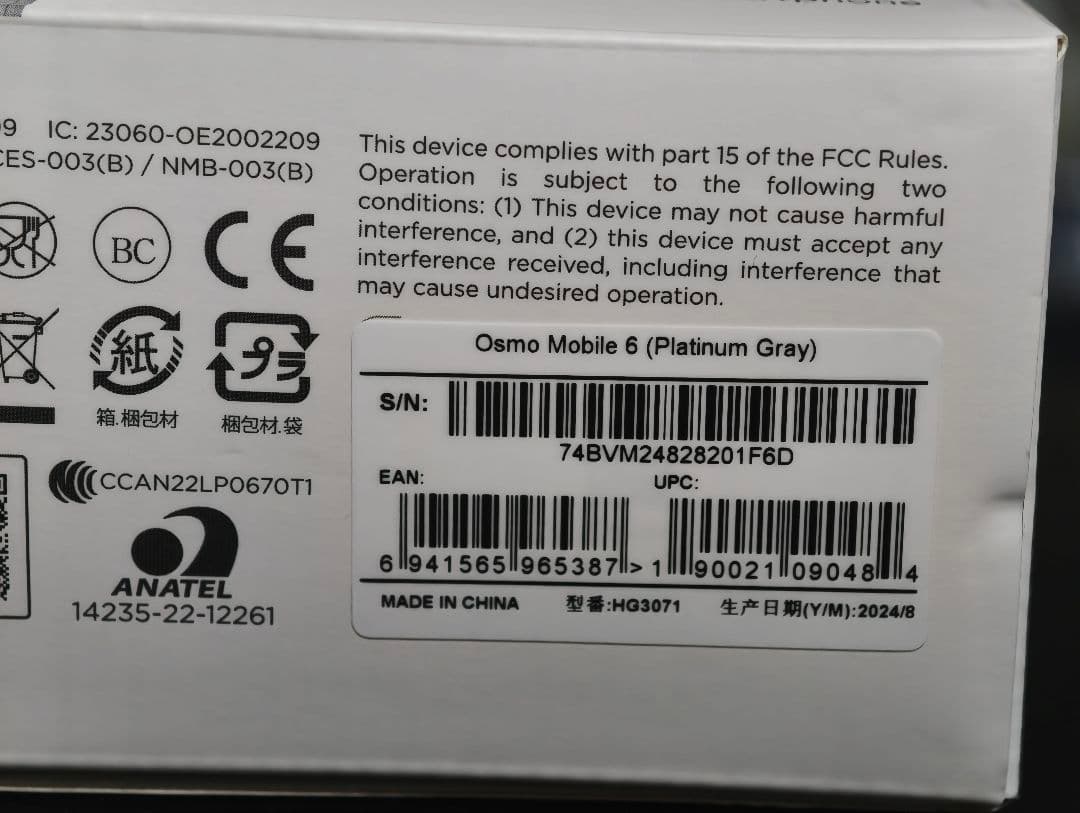 IC: 23060-OE2002209
CES-003(B) / NMB-003(B)
This device complies with part 15 of the FCC Rules.
Operation is subject to the following two
conditions: (1) This device may not cause harmful
interference, and (2) this device must accept any
interference received, including interference that
may cause undesired operation.
BC
CE
紙
プラ
箱.梱包材
梱包材.袋
CCAN22LP0670T1
ANATEL
14235-22-12261
Osmo Mobile 6 (Platinum Gray)
S/N:
74BVM24828201F6D
EAN:
UPC:
6 941565 965387 >
1 90021 09048 4
MADE IN CHINA
型番:HG3071
生产日期(Y/M):2024/8